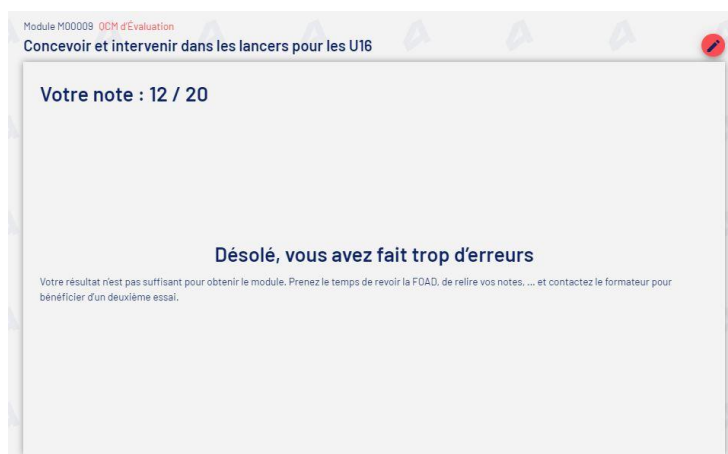 Module M00009 QCM d'Évaluation
Concevoir et intervenir dans les lancers pour les U16
Votre note : 12 / 20
Désolé, vous avez fait trop d'erreurs
Votre résultat n'est pas suffisant pour obtenir le module. Prenez le temps de revoir la FOAD, de relire vos notes, ... et contactez le formateur pour
bénéficier d'un deuxième essai.